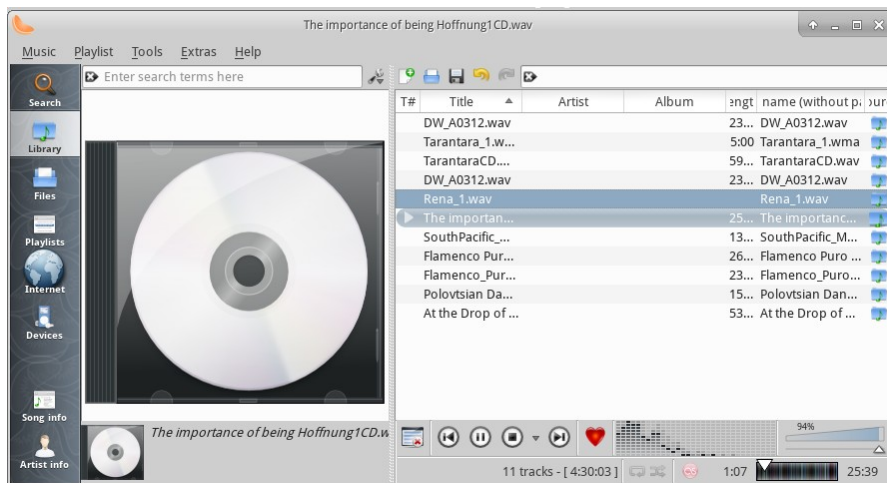 The importance of being Hoffnung1CD.wav
Music Playlist Tools Extras Help
Enter search terms here
Search
Library
Files
Playlists
Internet
Devices
Song info
Artist info
T# Title Artist Album engt name (without pa our
DW_A0312.wav 23... DW_A0312.wav
Tarantara_1.w... 5:00 Tarantara_1.wma
TarantaraCD.... 59... TarantaraCD.wav
DW_A0312.wav 23... DW_A0312.wav
Rena_1.wav Rena_1.wav
The importan... 25... The importanc...
SouthPacific_... 13... SouthPacific_M...
Flamenco Pur... 26... Flamenco Puro ...
Flamenco_Pur... 23... Flamenco_Puro...
Polovtsian Da... 15... Polovtsian Dan...
At the Drop of ... 53... At the Drop of ...
The importance of being Hoffnung1CD.w
94%
11 tracks - [ 4:30:03 ] 1:07 25:39